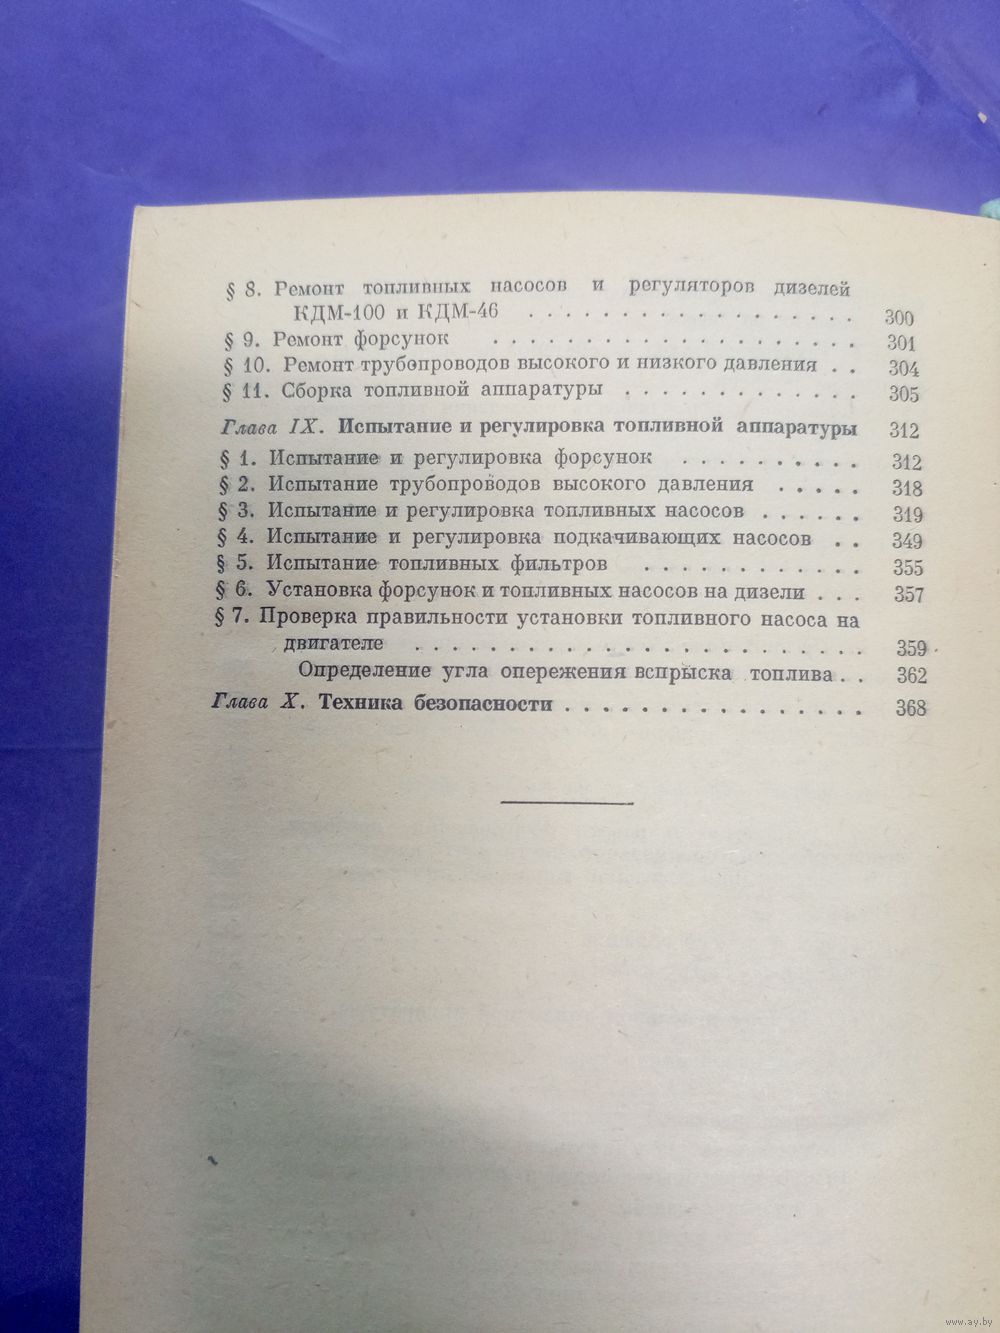 § 8. Ремонт топливных насосов и регуляторов дизелей
КДМ-100 и КДМ-46 . . . . . . . . . . . . . . . . . 300
§ 9. Ремонт форсунок . . . . . . . . . . . . . . . . . . . 301
§ 10. Ремонт трубопроводов высокого и низкого давления . . 304
§ 11. Сборка топливной аппаратуры . . . . . . . . . . . . . 305
Глава IX. Испытание и регулировка топливной аппаратуры 312
§ 1. Испытание и регулировка форсунок . . . . . . . . . . 312
§ 2. Испытание трубопроводов высокого давления . . . . . 318
§ 3. Испытание и регулировка топливных насосов . . . . . . 319
§ 4. Испытание и регулировка подкачивающих насосов . . 349
§ 5. Испытание топливных фильтров . . . . . . . . . . . . 355
§ 6. Установка форсунок и топливных насосов на дизели . . . 357
§ 7. Проверка правильности установки топливного насоса на
двигателе . . . . . . . . . . . . . . . . . . . . . . . 359
Определение угла опережения вспрыска топлива . . 362
Глава X. Техника безопасности . . . . . . . . . . . . . . . . 368
www.ay.by